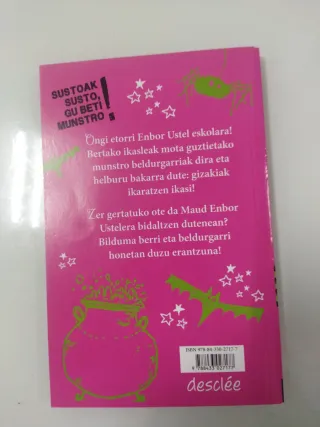 SUSTOAK
SUSTO,
GU BETI
MUNSTRO!
Ongi etorri Enbor Ustel eskolara!
Bertako ikasleak mota guztietako
munstro beldurgarriak dira eta
helburu bakarra dute: gizakiak
ikaratzen ikasi!
Zer gertatuko ote da Maud Enbor
Ustelera bidaltzen dutenean?
Bilduma berri eta beldurgarri
honetan duzu erantzuna!
desclée